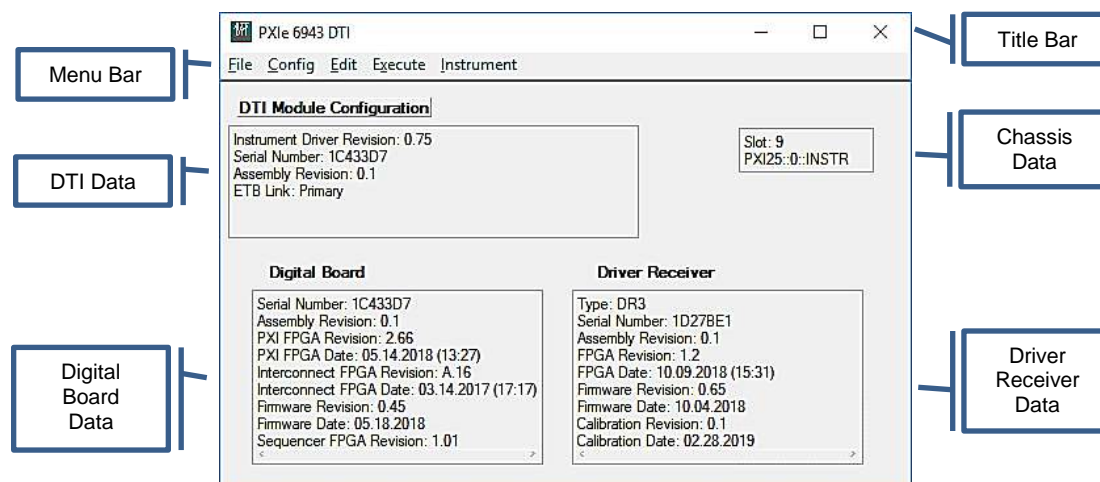 PXIe 6943 DTI
Title Bar
Menu Bar
File Config Edit Execute Instrument
DTI Module Configuration
Instrument Driver Revision: 0.75
Serial Number: 1C433D7
Assembly Revision: 0.1
ETB Link: Primary
Slot: 9
PXI25::0::INSTR
Chassis
Data
DTI Data
Digital Board
Serial Number: 1C433D7
Assembly Revision: 0.1
PXI FPGA Revision: 2.66
PXI FPGA Date: 05.14.2018 (13:27)
Interconnect FPGA Revision: A.16
Interconnect FPGA Date: 03.14.2017 (17:17)
Firmware Revision: 0.45
Firmware Date: 05.18.2018
Sequencer FPGA Revision: 1.01
Driver Receiver
Type: DR3
Serial Number: 1D27BE1
Assembly Revision: 0.1
FPGA Revision: 1.2
FPGA Date: 10.09.2018 (15:31)
Firmware Revision: 0.65
Firmware Date: 10.04.2018
Calibration Revision: 0.1
Calibration Date: 02.28.2019
Digital
Board
Data
Driver
Receiver
Data